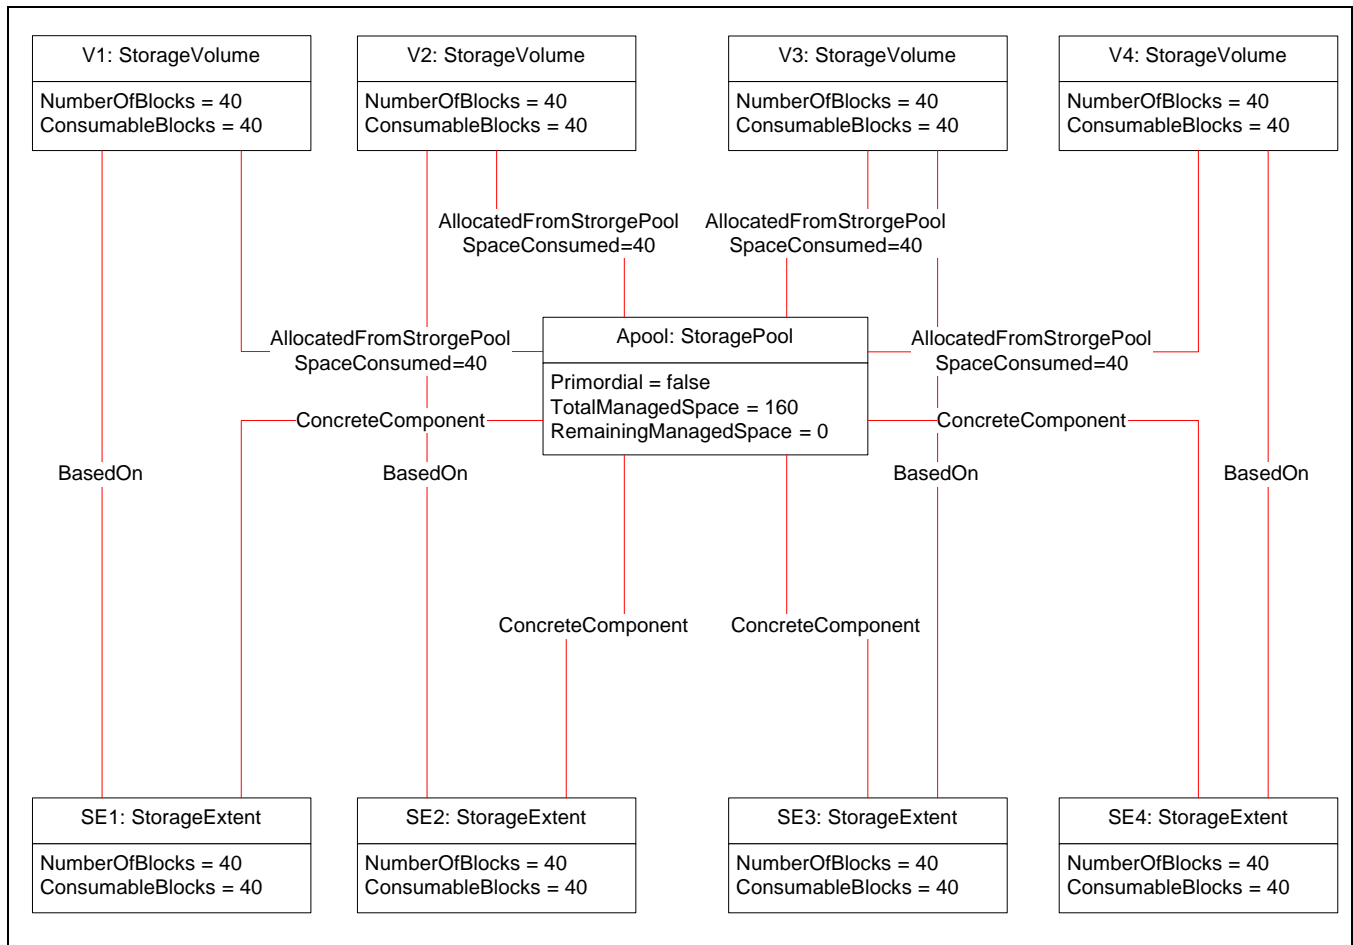 V1: StorageVolume
NumberOfBlocks = 40
ConsumableBlocks = 40
V2: StorageVolume
NumberOfBlocks = 40
ConsumableBlocks = 40
V3: StorageVolume
NumberOfBlocks = 40
ConsumableBlocks = 40
V4: StorageVolume
NumberOfBlocks = 40
ConsumableBlocks = 40
AllocatedFromStrorgePool
SpaceConsumed=40
AllocatedFromStrorgePool
SpaceConsumed=40
AllocatedFromStrorgePool
SpaceConsumed=40
Apool: StoragePool
Primordial = false
TotalManagedSpace = 160
RemainingManagedSpace = 0
AllocatedFromStrorgePool
SpaceConsumed=40
ConcreteComponent
ConcreteComponent
BasedOn
BasedOn
BasedOn
BasedOn
ConcreteComponent
ConcreteComponent
SE1: StorageExtent
NumberOfBlocks = 40
ConsumableBlocks = 40
SE2: StorageExtent
NumberOfBlocks = 40
ConsumableBlocks = 40
SE3: StorageExtent
NumberOfBlocks = 40
ConsumableBlocks = 40
SE4: StorageExtent
NumberOfBlocks = 40
ConsumableBlocks = 40